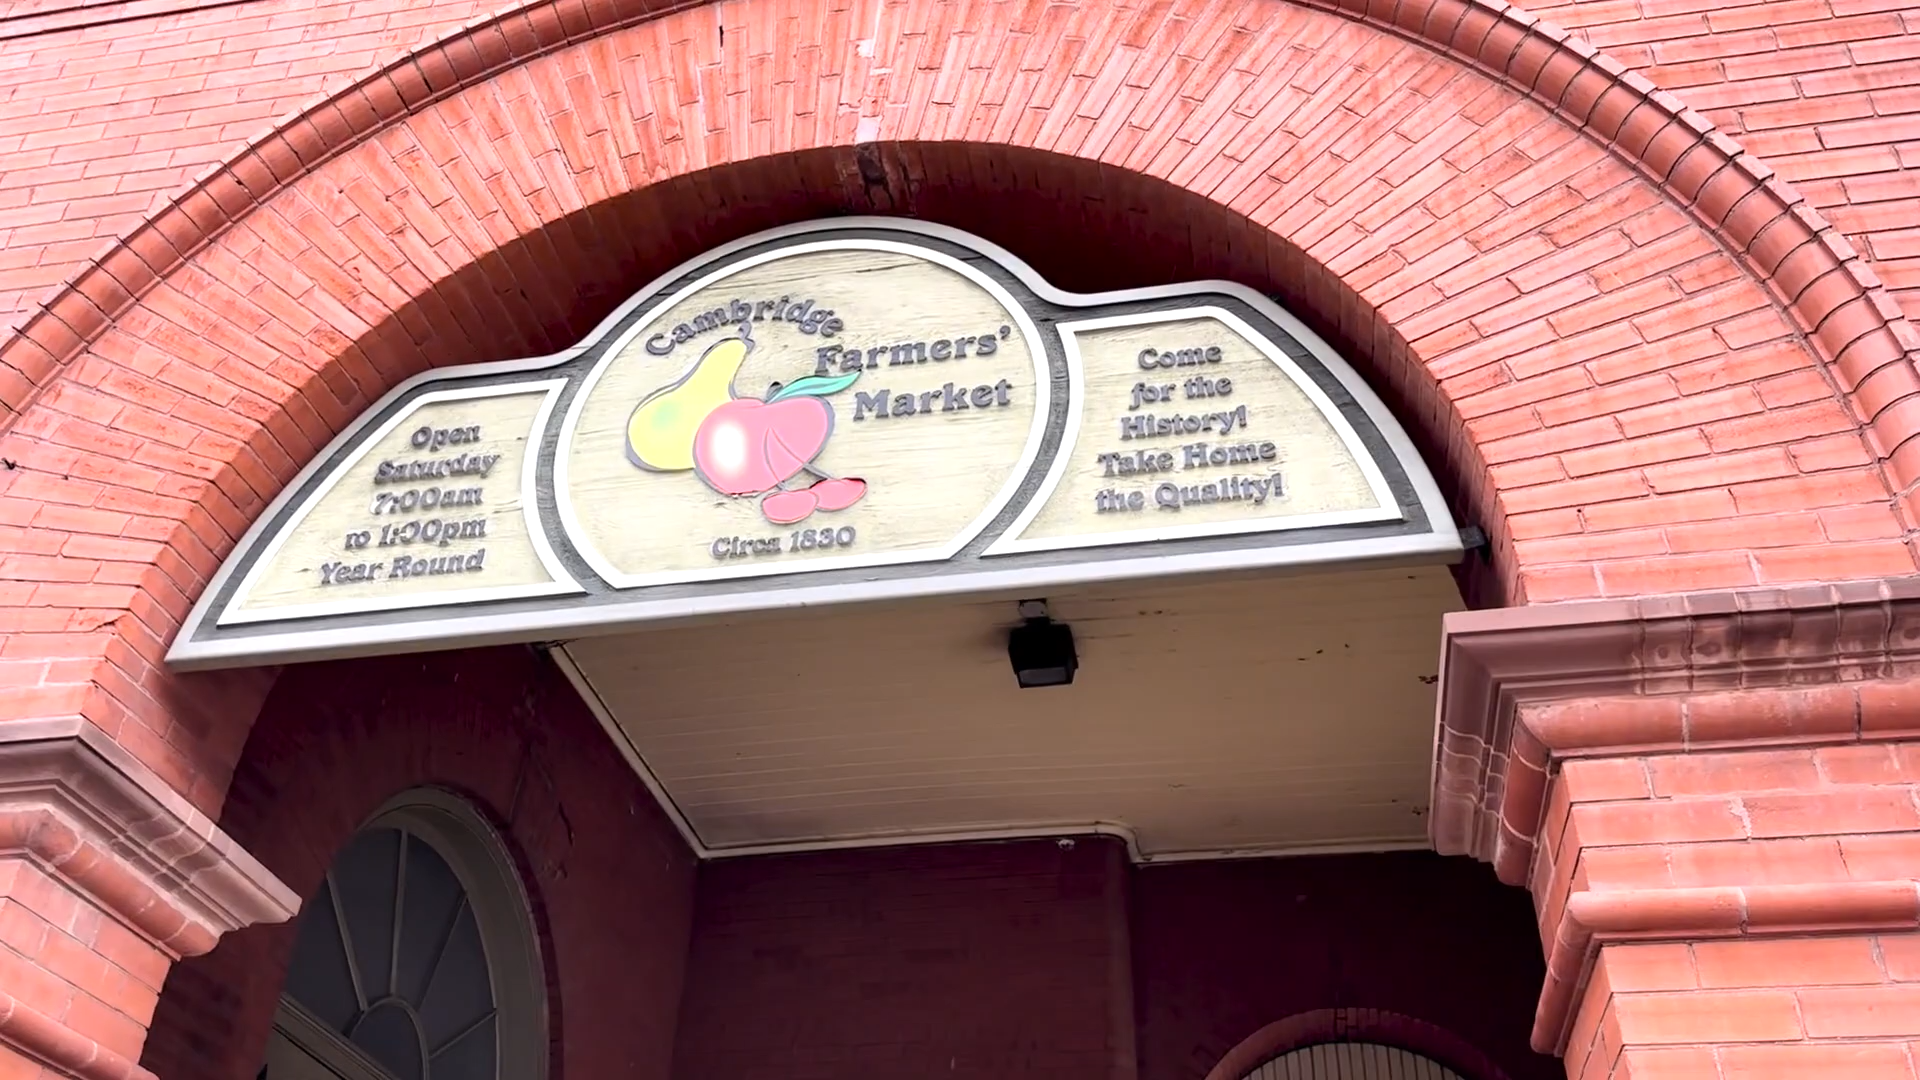 Open
Saturday
7:00am
to 1:00pm
Year Round
Cambridge
Farmers'
Market
Circa 1830
Come
for the
History!
Take Home
the Quality!